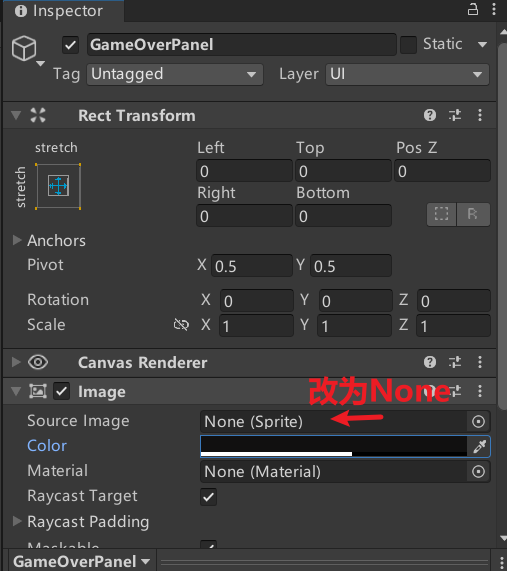 Inspector
GameOverPanel
Static
Tag Untagged Layer UI
Rect Transform
stretch
stretch
Left Top Pos Z
0 0 0
Right Bottom
0 0
R
Anchors
Pivot X 0.5 Y 0.5
Rotation X 0 Y 0 Z 0
Scale X 1 Y 1 Z 1
Canvas Renderer
Image
改为None
Source Image None (Sprite)
Color
Material None (Material)
Raycast Target
Raycast Padding
Maskable
GameOverPanel